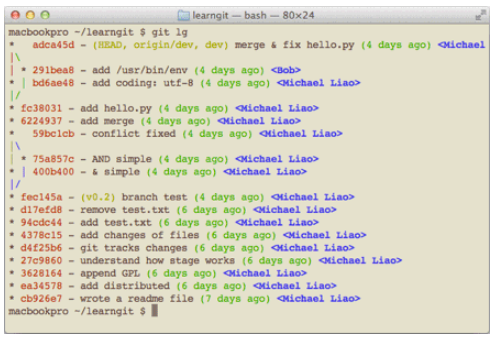 learngit — bash — 80×24
macbookpro ~/learngit $ git lg
*   adca45d - (HEAD, origin/dev, dev) merge & fix hello.py (4 days ago) <Michael
|\
| * 291bea8 - add /usr/bin/env (4 days ago) <Bob>
* | bd6ae48 - add coding: utf-8 (4 days ago) <Michael Liao>
|/
* fc38031 - add hello.py (4 days ago) <Michael Liao>
* 6224937 - add merge (4 days ago) <Michael Liao>
*   59bc1cb - conflict fixed (4 days ago) <Michael Liao>
|\
| * 75a857c - AND simple (4 days ago) <Michael Liao>
* | 400b400 - & simple (4 days ago) <Michael Liao>
|/
* fec145a - (v0.2) branch test (4 days ago) <Michael Liao>
* d17efd8 - remove test.txt (6 days ago) <Michael Liao>
* 94cdc44 - add test.txt (6 days ago) <Michael Liao>
* 4378c15 - add changes of files (6 days ago) <Michael Liao>
* d4f25b6 - git tracks changes (6 days ago) <Michael Liao>
* 27c9860 - understand how stage works (6 days ago) <Michael Liao>
* 3628164 - append GPL (6 days ago) <Michael Liao>
* ea34578 - add distributed (6 days ago) <Michael Liao>
* cb926e7 - wrote a readme file (7 days ago) <Michael Liao>
macbookpro ~/learngit $